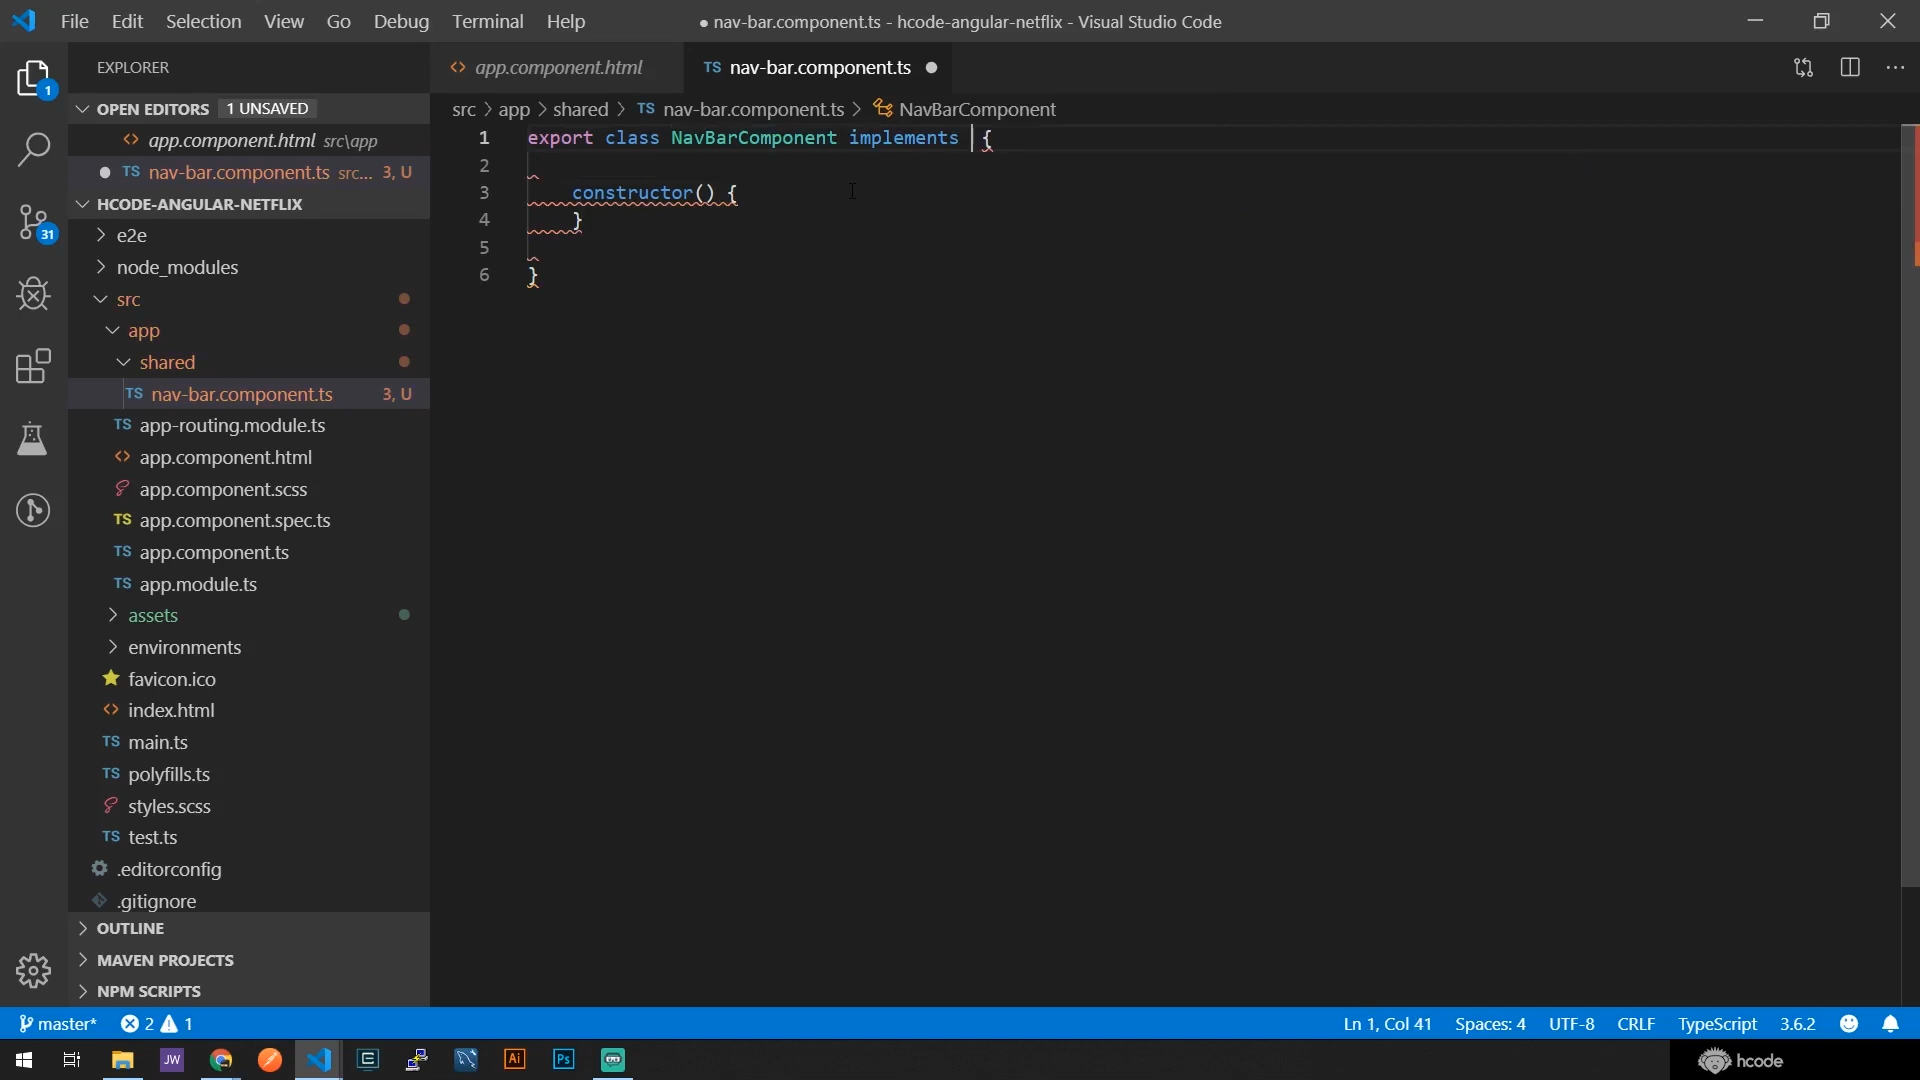 File Edit Selection View Go Debug Terminal Help
● nav-bar.component.ts - hcode-angular-netflix - Visual Studio Code
EXPLORER
OPEN EDITORS 1 UNSAVED
app.component.html src\app
TS nav-bar.component.ts src... 3, U
HCODE-ANGULAR-NETFLIX
e2e
node_modules
src
app
shared
TS nav-bar.component.ts 3, U
TS app-routing.module.ts
app.component.html
app.component.scss
TS app.component.spec.ts
TS app.component.ts
TS app.module.ts
assets
environments
favicon.ico
index.html
TS main.ts
TS polyfills.ts
styles.scss
TS test.ts
.editorconfig
.gitignore
OUTLINE
MAVEN PROJECTS
NPM SCRIPTS
1
31
app.component.html
TS nav-bar.component.ts
src > app > shared > TS nav-bar.component.ts > NavBarComponent
1 export class NavBarComponent implements {
2
3 constructor() {
4 }
5
6 }
master* 2 1
Ln 1, Col 41 Spaces: 4 UTF-8 CRLF TypeScript 3.6.2
JW Ai Ps
hcode